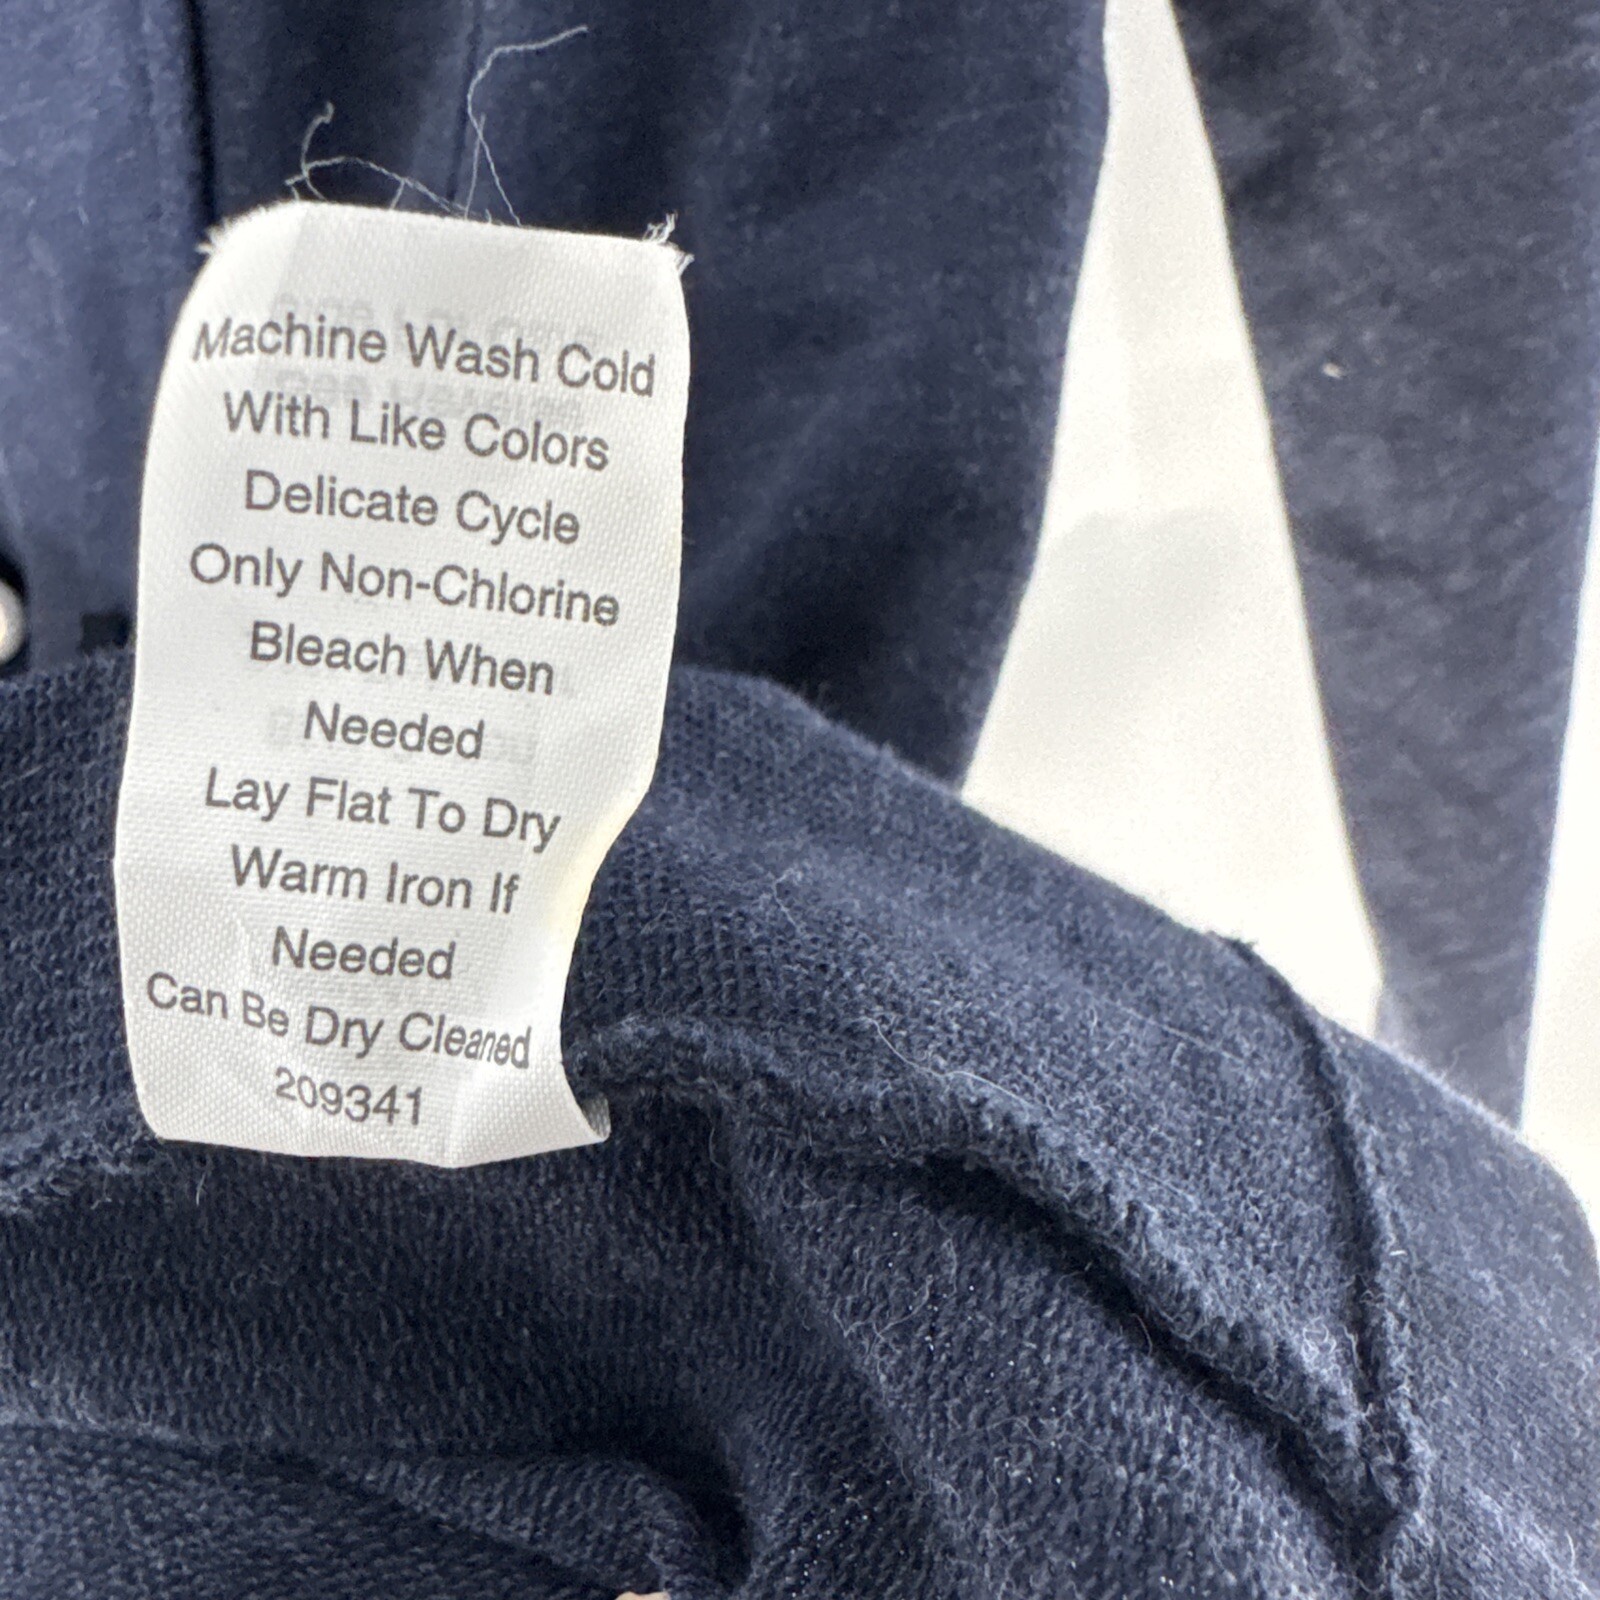 Machine Wash Cold
With Like Colors
Delicate Cycle
Only Non-Chlorine
Bleach When
Needed
Lay Flat To Dry
Warm Iron If
Needed
Can Be Dry Cleaned
209341